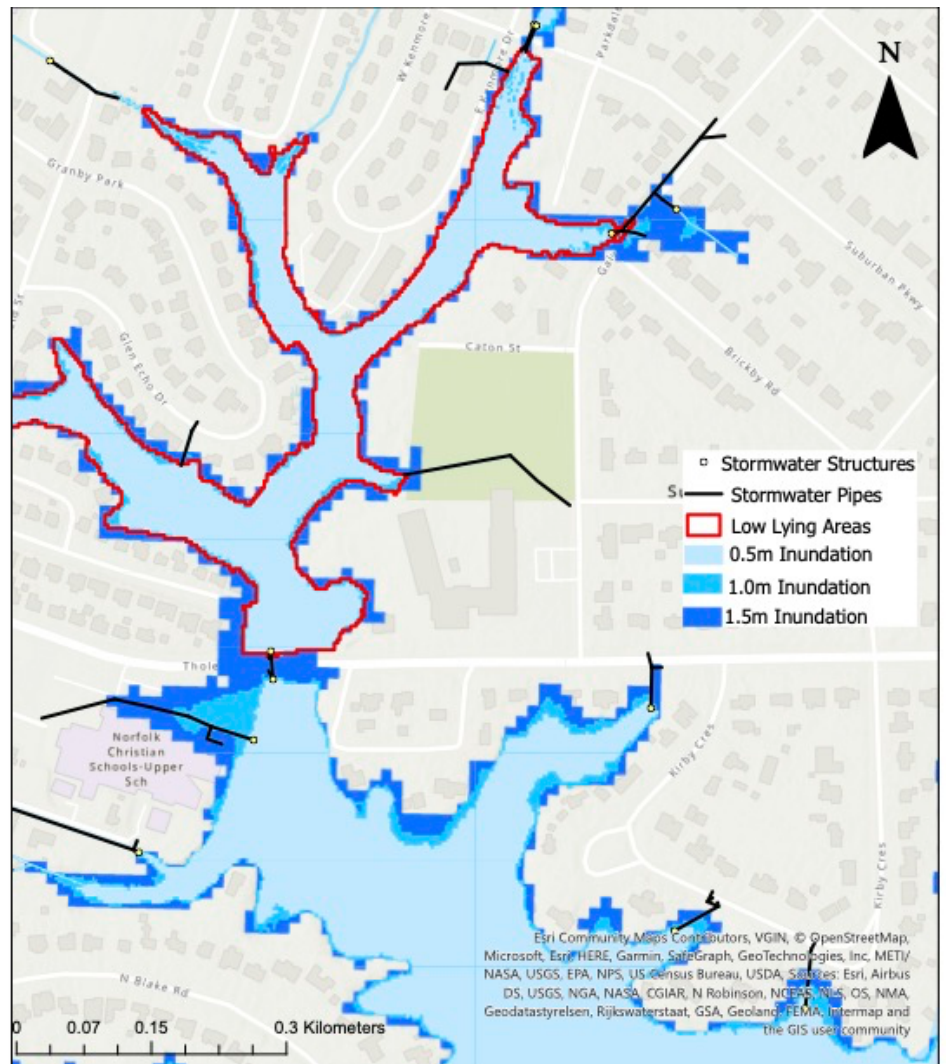 W Kenmore
E Kenmore Dr
Parkdale
N
Granby Park
Suburban Pkwy
Glen Echo Dr
Caton St
Brickby Rd
Stormwater Structures
Stormwater Pipes
Low Lying Areas
0.5m Inundation
1.0m Inundation
1.5m Inundation
Thole
Norfolk
Christian
Schools-Upper
Sch
Kirby Cres
Kirby Cres
N Blake Rd
Esri Community Maps Contributors, VGIN, © OpenStreetMap,
Microsoft, Esri, HERE, Garmin, SafeGraph, GeoTechnologies, Inc, METI/
NASA, USGS, EPA, NPS, US Census Bureau, USDA, Sources: Esri, Airbus
DS, USGS, NGA, NASA, CGIAR, N Robinson, NCEAS, NLS, OS, NMA,
Geodatastyrelsen, Rijkswaterstaat, GSA, Geoland, FEMA, Intermap and
the GIS user community
0 0.07 0.15 0.3 Kilometers